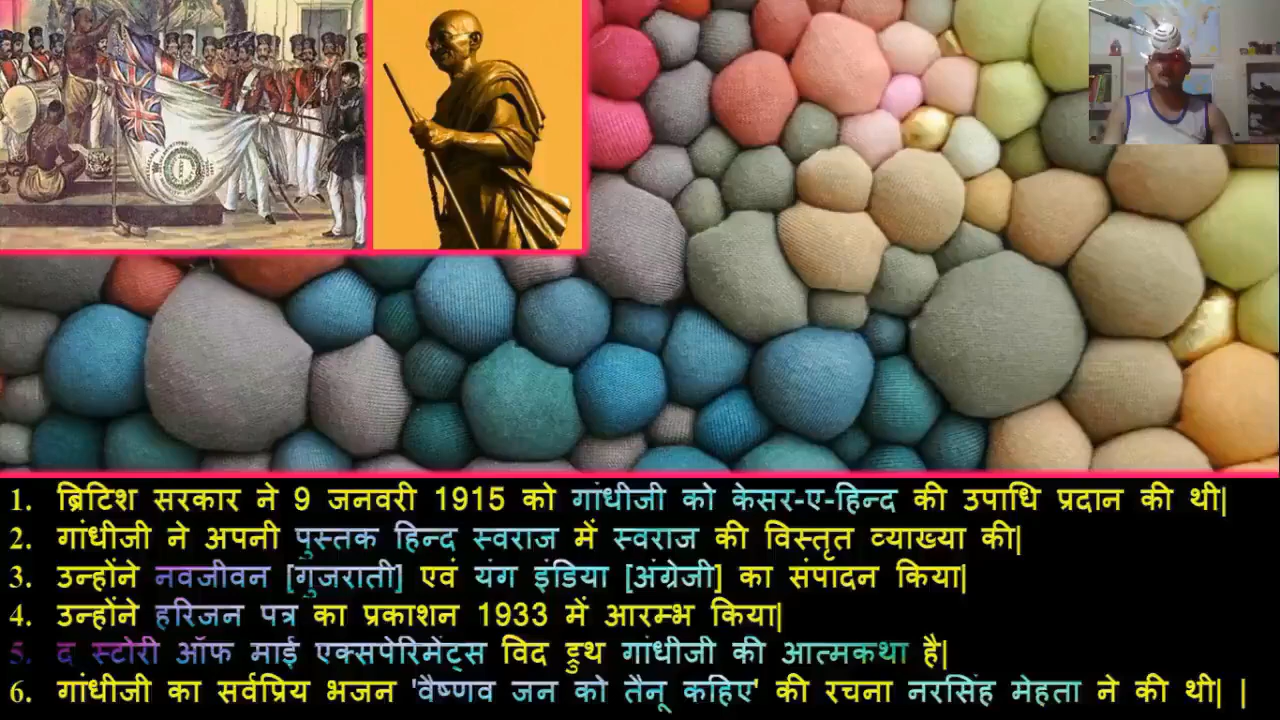 1. ब्रिटिश सरकार ने 9 जनवरी 1915 को गांधीजी को केसर-ए-हिन्द की उपाधि प्रदान की थी|
2. गांधीजी ने अपनी पुस्तक हिन्द स्वराज में स्वराज की विस्तृत व्याख्या की|
3. उन्होंने नवजीवन [गुजराती] एवं यंग इंडिया [अंग्रेजी] का संपादन किया|
4. उन्होंने हरिजन पत्र का प्रकाशन 1933 में आरम्भ किया|
5. द स्टोरी ऑफ माई एक्सपेरिमेंट्स विद ट्रुथ गांधीजी की आत्मकथा है|
6. गांधीजी का सर्वप्रिय भजन 'वैष्णव जन को तैनू कहिए' की रचना नरसिंह मेहता ने की थी| |